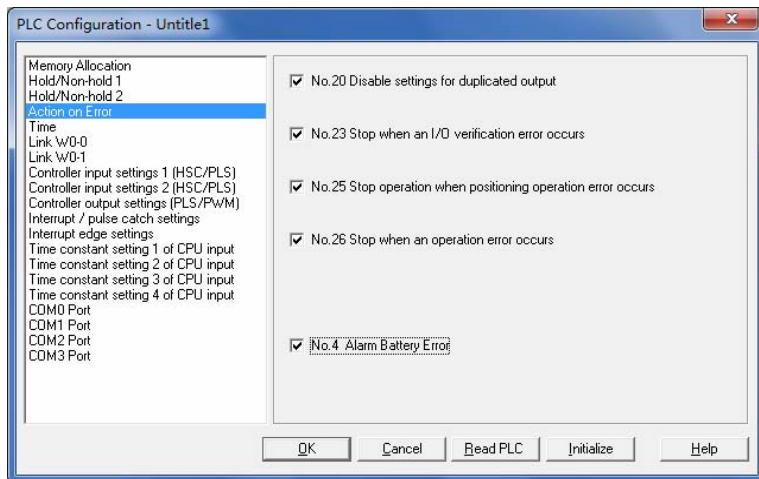 PLC Configuration - Untitle1
Memory Allocation
Hold/Non-hold 1
Hold/Non-hold 2
Action on Error
Time
Link W0-0
Link W0-1
Controller input settings 1 (HSC/PLS)
Controller input settings 2 (HSC/PLS)
Controller output settings (PLS/PWM)
Interrupt / pulse catch settings
Interrupt edge settings
Time constant setting 1 of CPU input
Time constant setting 2 of CPU input
Time constant setting 3 of CPU input
Time constant setting 4 of CPU input
COM0 Port
COM1 Port
COM2 Port
COM3 Port
No.20 Disable settings for duplicated output
No.23 Stop when an I/O verification error occurs
No.25 Stop operation when positioning operation error occurs
No.26 Stop when an operation error occurs
No.4 Alarm Battery Error
OK Cancel Read PLC Initialize Help